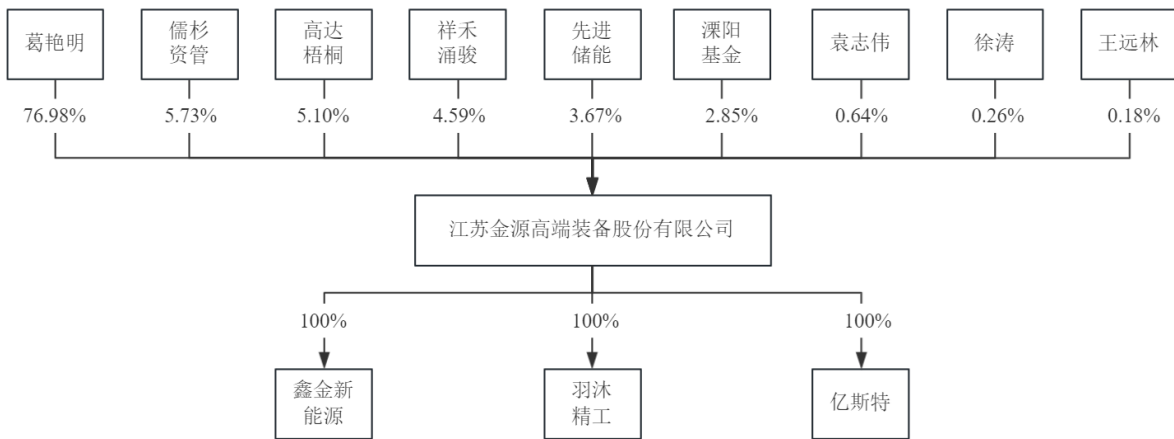 葛艳明
儒杉
资管
高达
梧桐
祥禾
涌骏
先进
储能
溧阳
基金
袁志伟
徐涛
王远林
76.98%
5.73%
5.10%
4.59%
3.67%
2.85%
0.64%
0.26%
0.18%
江苏金源高端装备股份有限公司
100%
100%
100%
鑫金新
能源
羽沐
精工
亿斯特